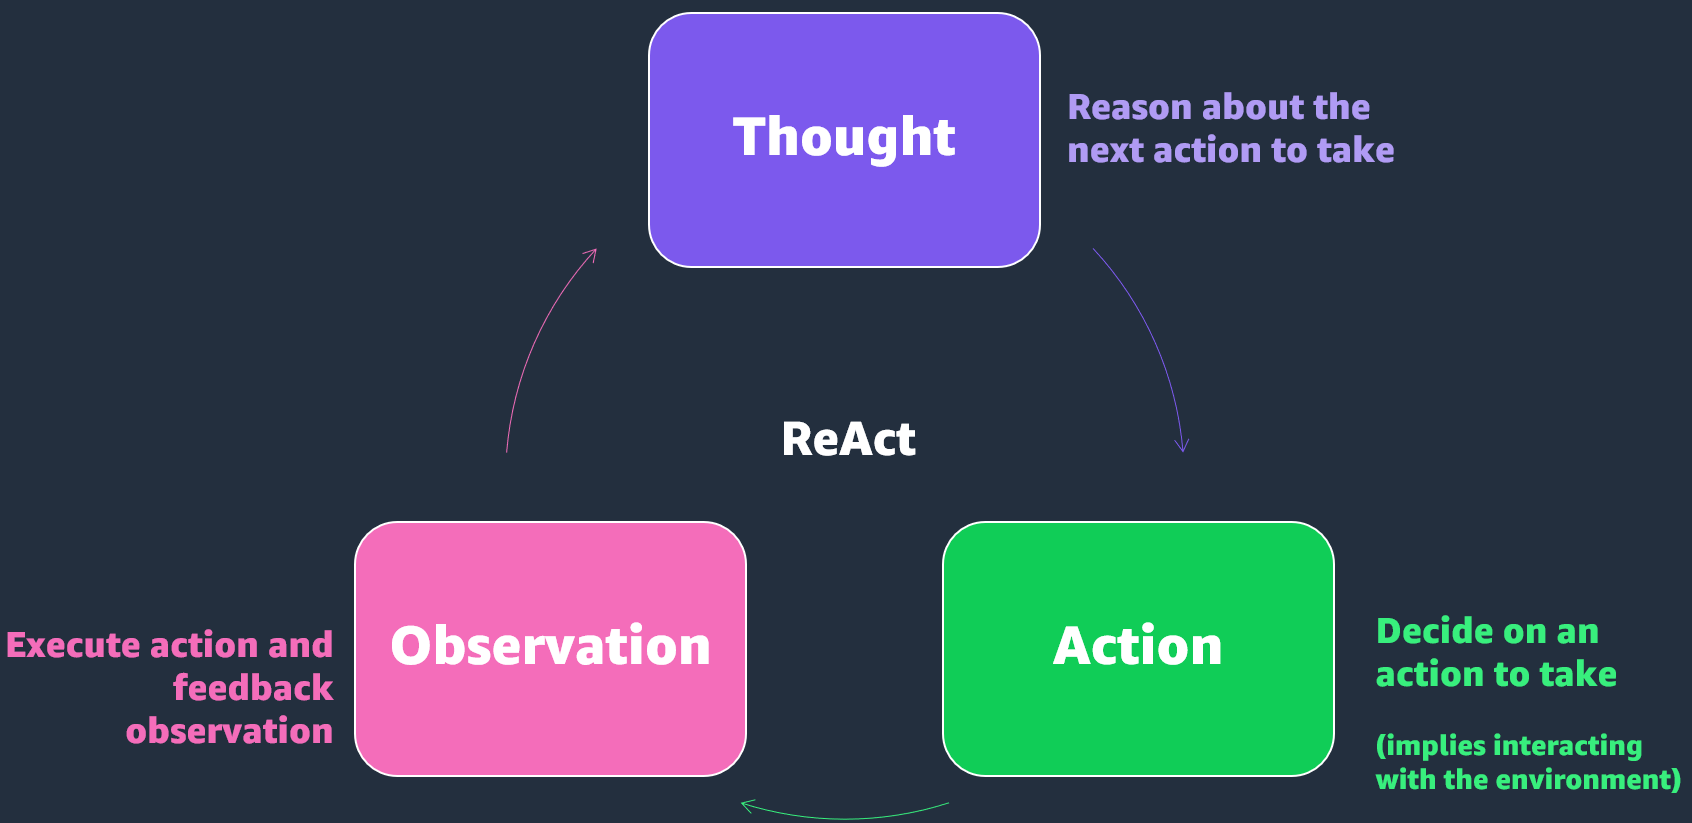 Thought
Reason about the
next action to take
ReAct
Observation
Execute action and
feedback
observation
Action
Decide on an
action to take
(implies interacting
with the environment)